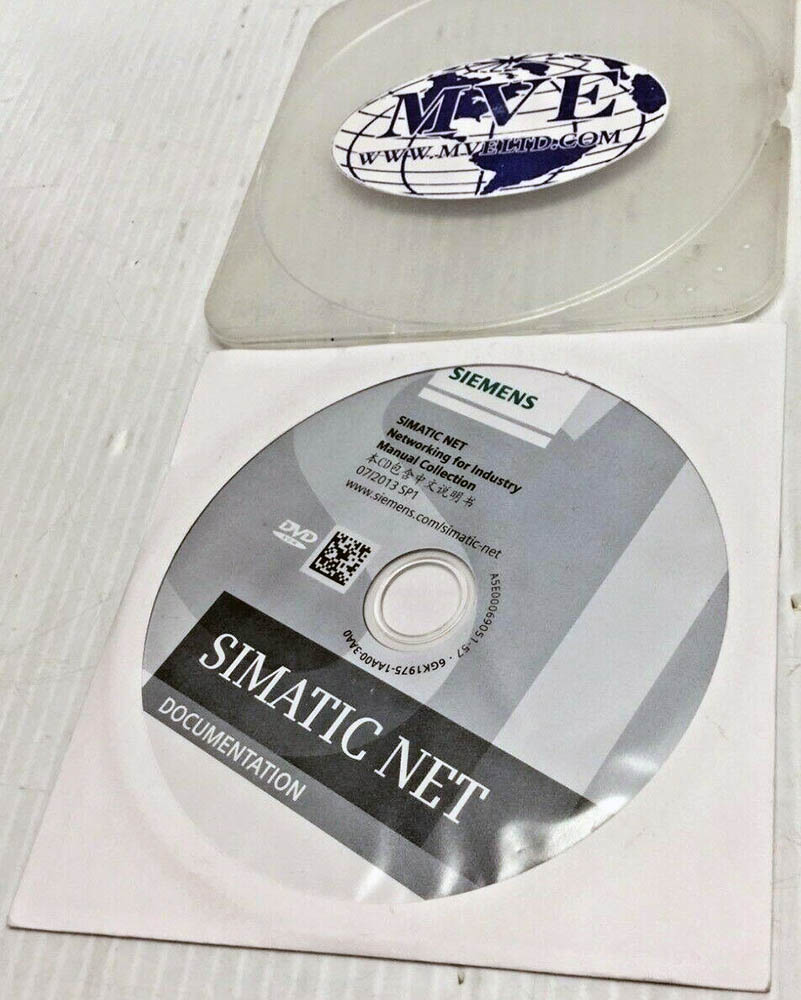 MVE
WWW.MVELTD.COM
SIEMENS
SIMATIC NET
Networking for Industry
Manual Collection
本CD包含中文说明书
07/2013 SP1
www.siemens.com/simatic-net
DVD
ROM
A5E00069051-57 · 6GK1975-1AA00-3AA0
SIMATIC NET
DOCUMENTATION